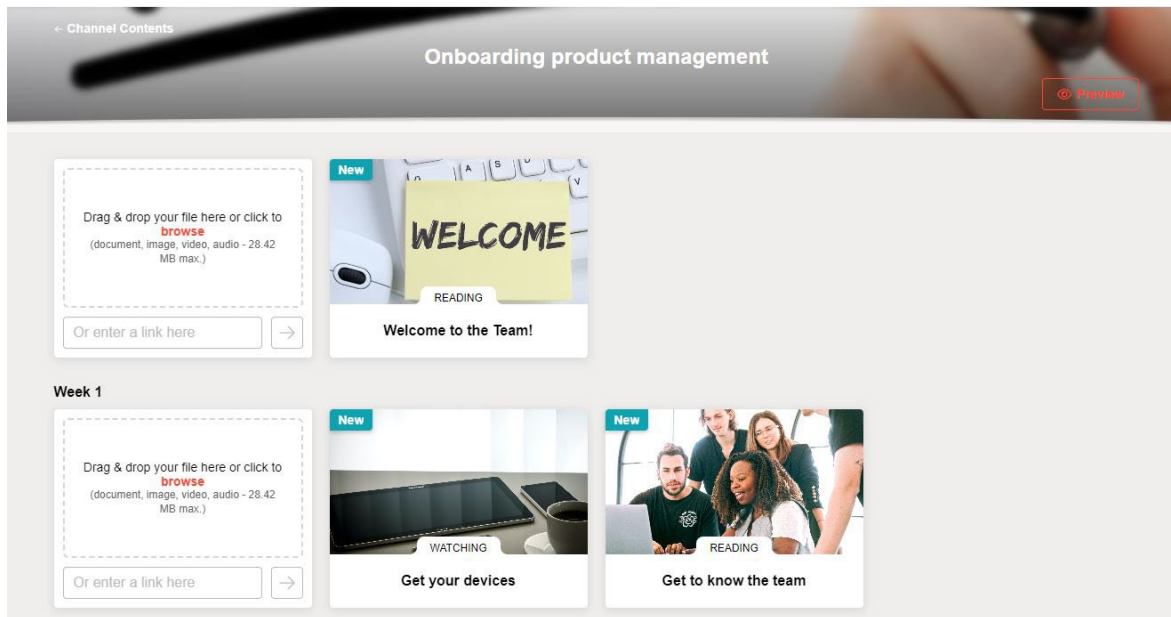 ← Channel Contents
Onboarding product management
Preview
New
Drag & drop your file here or click to
browse
(document, image, video, audio - 28.42
MB max.)
Or enter a link here
A S
V
WELCOME
READING
Welcome to the Team!
Week 1
New
New
Drag & drop your file here or click to
browse
(document, image, video, audio - 28.42
MB max.)
Or enter a link here
WATCHING
READING
Get your devices
Get to know the team